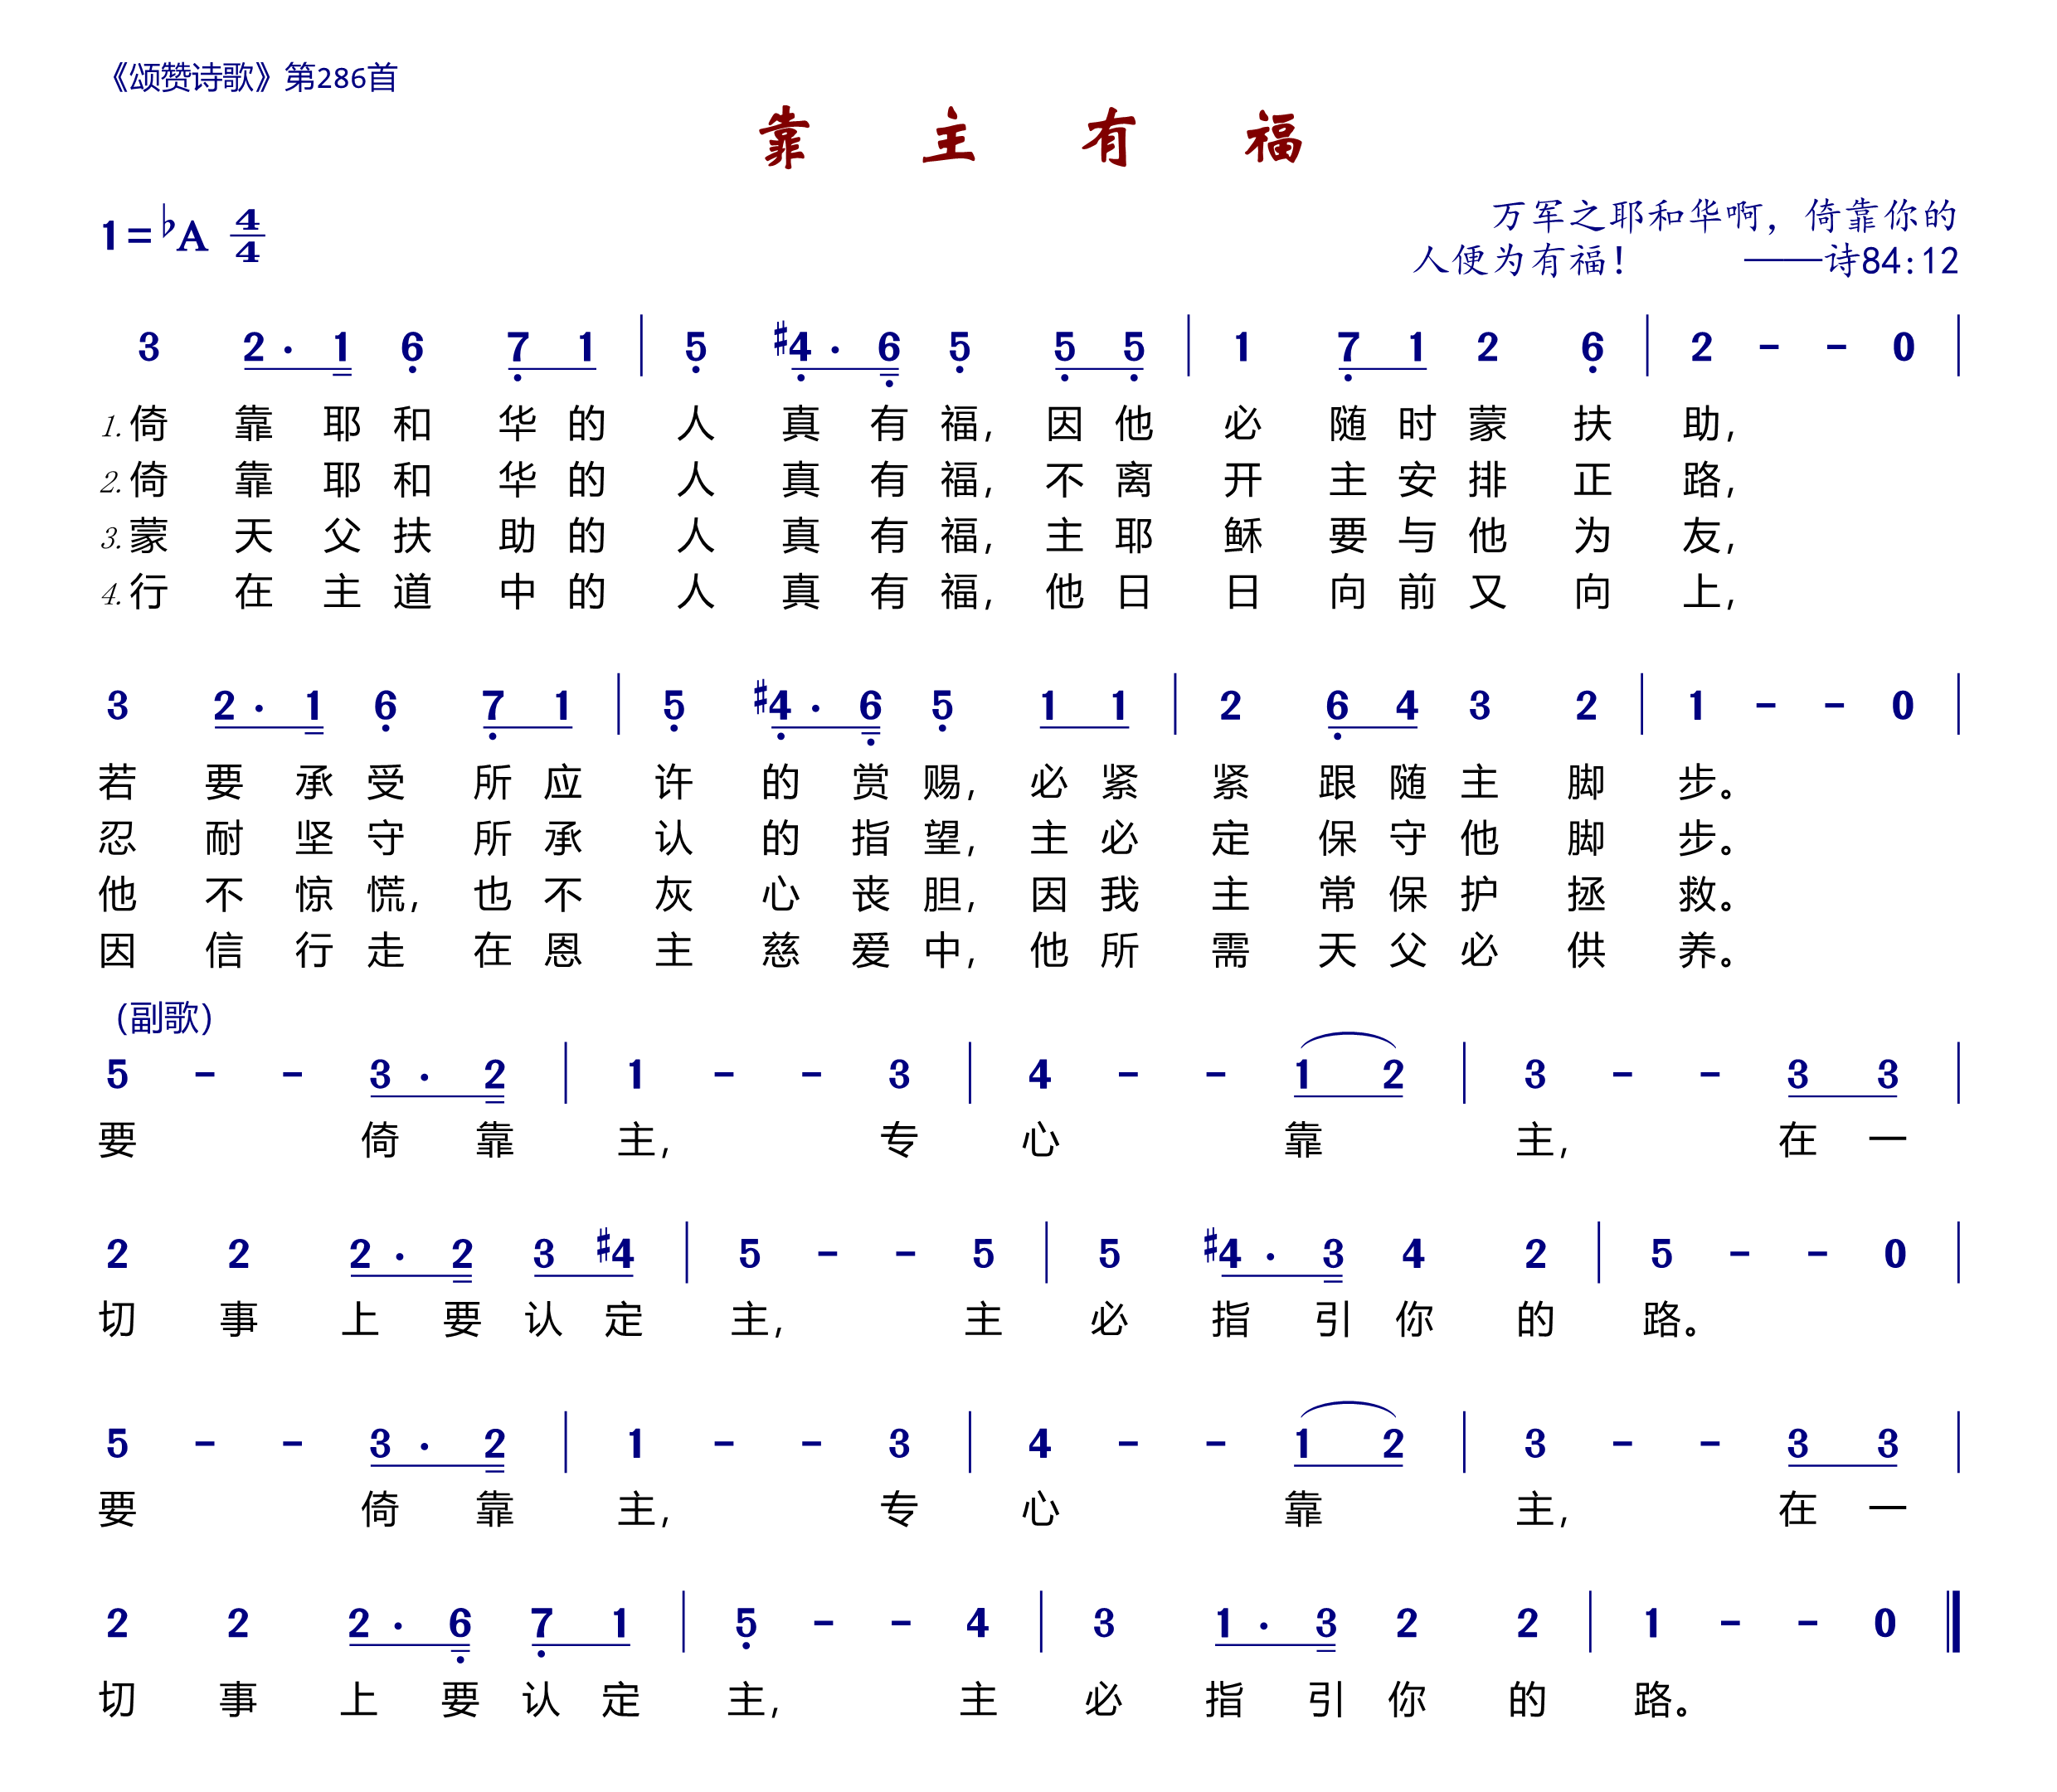 《颂赞诗歌》第286首
靠 主 有 福
1=♭A 4/4
万军之耶和华啊，倚靠你的
人便为有福！ ——诗84:12
3 2· 1 6̣ 7̣ 1 | 5̣ #4̣· 6̣ 5̣ 5̣ 5̣ | 1 7̣ 1 2 6̣ | 2 - - 0 |
1.倚靠耶和华的人真有福，因他必随时蒙扶助，
2.倚靠耶和华的人真有福，不离开主安排正路，
3.蒙天父扶助的人真有福，主耶稣要与他为友，
4.行在主道中的人真有福，他日日向前又向上，
3 2· 1 6̣ 7̣ 1 | 5̣ #4̣· 6̣ 5̣ 1 1 | 2 6̣ 4 3 2 | 1 - - 0 |
若要承受所应许的赏赐，必紧紧跟随主脚步。
忍耐坚守所承认的指望，主必定保守他脚步。
他不惊慌，也不灰心丧胆，因我主常保护拯救。
因信行走在恩主慈爱中，他所需天父必供养。
（副歌）
5 - - 3· 2 | 1 - - 3 | 4 - - 1 2 | 3 - - 3 3 |
要倚靠主，专心靠主，在一
2 2 2· 2 3 #4 | 5 - - 5 | 5 #4· 3 4 2 | 5 - - 0 |
切事上要认定主，主必指引你的路。
5 - - 3· 2 | 1 - - 3 | 4 - - 1 2 | 3 - - 3 3 |
要倚靠主，专心靠主，在一
2 2 2· 6̣ 7̣ 1 | 5̣ - - 4 | 3 1· 3 2 2 | 1 - - 0 ‖
切事上要认定主，主必指引你的路。